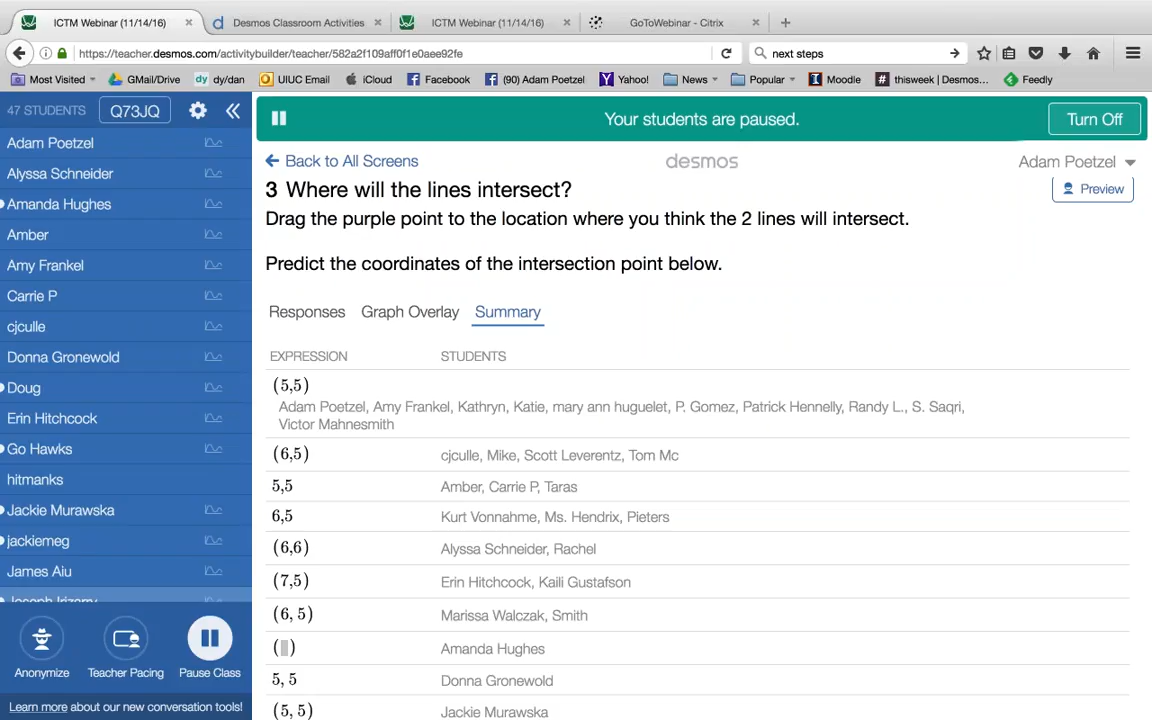 ICTM Webinar (11/14/16) × Desmos Classroom Activities × ICTM Webinar (11/14/16) × GoToWebinar - Citrix × +
https://teacher.desmos.com/activitybuilder/teacher/582a2f109aff0f1e0aee92fe next steps
Most Visited GMail/Drive dy/dan UIUC Email iCloud Facebook (90) Adam Poetzel Yahoo! News Popular Moodle thisweek | Desmos... Feedly
47 STUDENTS Q73JQ
Adam Poetzel
Alyssa Schneider
Amanda Hughes
Amber
Amy Frankel
Carrie P
cjculle
Donna Gronewold
Doug
Erin Hitchcock
Go Hawks
hitmanks
Jackie Murawska
jackiemeg
James Aiu
Joseph Irizarry
Anonymize Teacher Pacing Pause Class
Learn more about our new conversation tools!
Your students are paused. Turn Off
Back to All Screens desmos Adam Poetzel
3 Where will the lines intersect? Preview
Drag the purple point to the location where you think the 2 lines will intersect.
Predict the coordinates of the intersection point below.
Responses Graph Overlay Summary
EXPRESSION STUDENTS
(5,5)
Adam Poetzel, Amy Frankel, Kathryn, Katie, mary ann huguelet, P. Gomez, Patrick Hennelly, Randy L., S. Saqri,
Victor Mahnesmith
(6,5) cjculle, Mike, Scott Leverentz, Tom Mc
5,5 Amber, Carrie P, Taras
6,5 Kurt Vonnahme, Ms. Hendrix, Pieters
(6,6) Alyssa Schneider, Rachel
(7,5) Erin Hitchcock, Kaili Gustafson
(6, 5) Marissa Walczak, Smith
( ) Amanda Hughes
5, 5 Donna Gronewold
(5, 5) Jackie Murawska